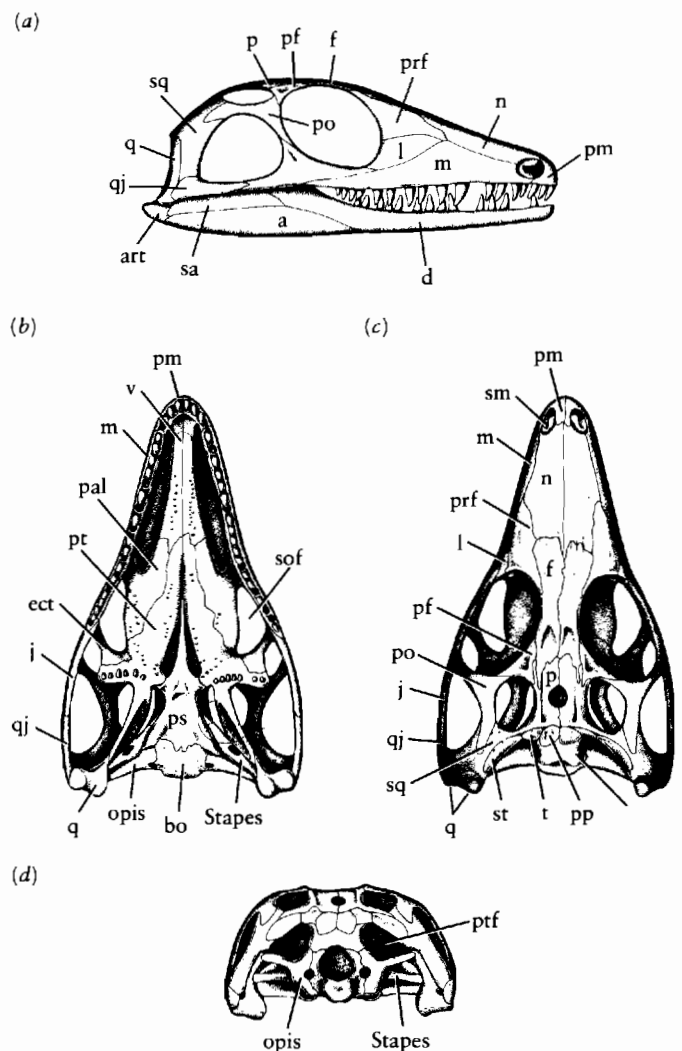 (a)
p pf f
sq prf
n
q po
l m pm
qj
a
art sa d
(b) (c)
pm
v
m
pal
pt
sof
ect
j
qj
ps
q opis bo Stapes
pm
sm
m
n
prf
l
f
pf
po
p
j
qj
sq
q st t pp
(d)
ptf
opis Stapes